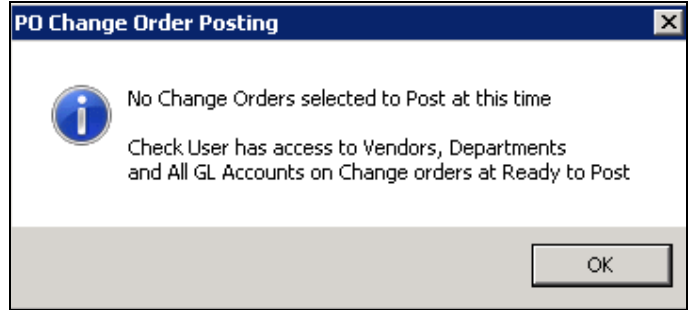 PO Change Order Posting
No Change Orders selected to Post at this time
Check User has access to Vendors, Departments
and All GL Accounts on Change orders at Ready to Post
OK